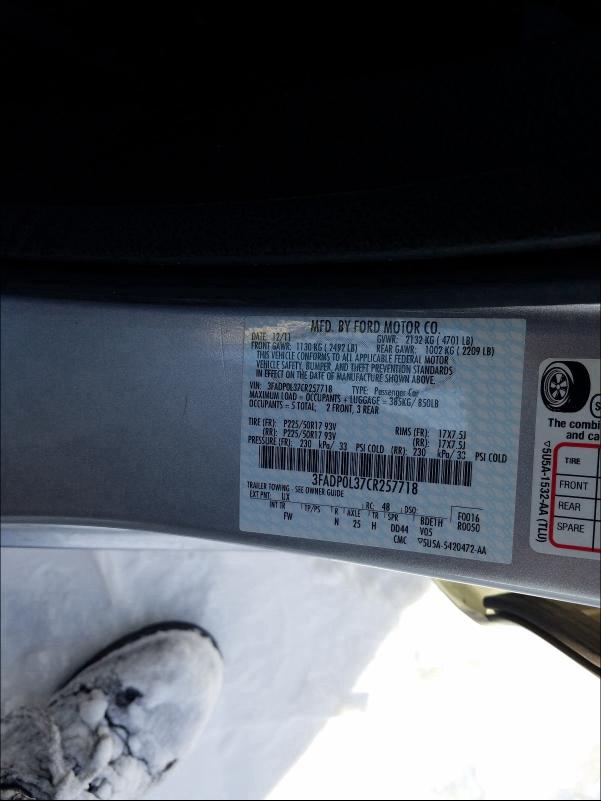 MFD. BY FORD MOTOR CO.
DATE: 12/11 GVWR: 2132 KG ( 4701 LB)
FRONT GAWR: 1130 KG ( 2492 LB) REAR GAWR: 1002 KG ( 2209 LB)
THIS VEHICLE CONFORMS TO ALL APPLICABLE FEDERAL MOTOR
VEHICLE SAFETY, BUMPER, AND THEFT PREVENTION STANDARDS
IN EFFECT ON THE DATE OF MANUFACTURE SHOWN ABOVE.
VIN: 3FADP0L37CR257718 TYPE: Passenger Car
MAXIMUM LOAD = OCCUPANTS + LUGGAGE = 385KG/ 850LB
OCCUPANTS = 5 TOTAL; 2 FRONT, 3 REAR
TIRE (FR): P225/50R17 93V RIMS (FR): 17X7.5J
(RR): P225/50R17 93V (RR): 17X7.5J
PRESSURE (FR): 230 kPa/ 33 PSI COLD (RR): 230 kPa/ 33 PSI COLD
3FADP0L37CR257718
TRAILER TOWING - SEE OWNER GUIDE
EXT PNT: UX RC: 48 DSO: F0016
INT TR TP/PS R AXLE TR SPR BDETH R0050
FW N 25 H DD44 V05
CMC ▽5U5A-5420472-AA
The combi
and ca
TIRE
FRONT
REAR
SPARE
▽5U5A-1532-AA (TLU)